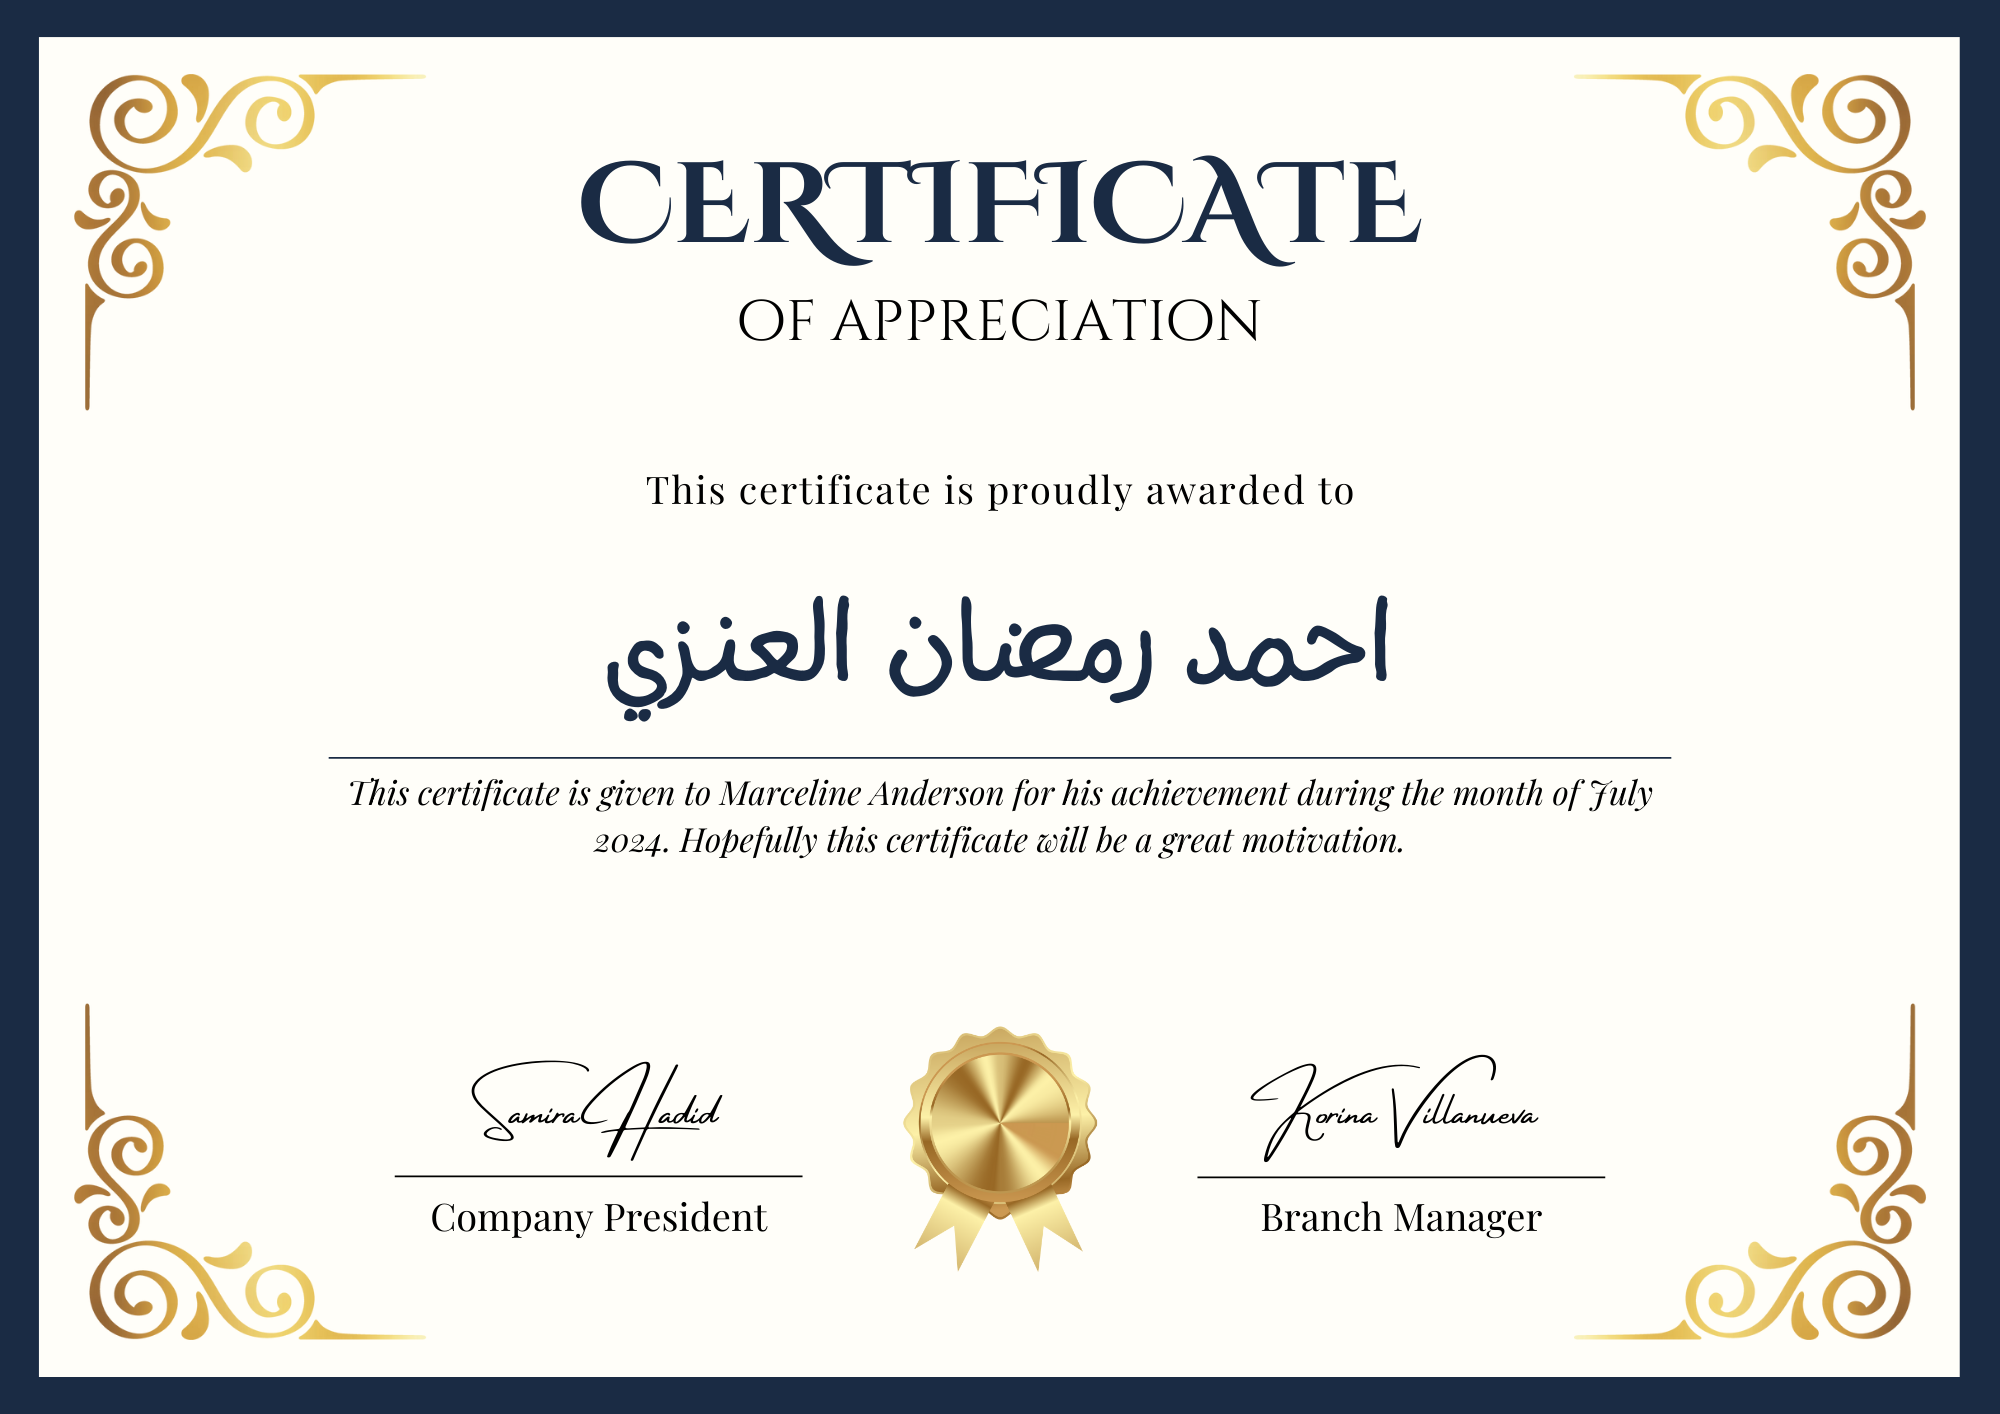 CERTIFICATE
OF APPRECIATION
This certificate is proudly awarded to
احمد رمضان العنزي
This certificate is given to Marceline Anderson for his achievement during the month of July
2024. Hopefully this certificate will be a great motivation.
Samira Hadid
Korina Villanueva
Company President
Branch Manager